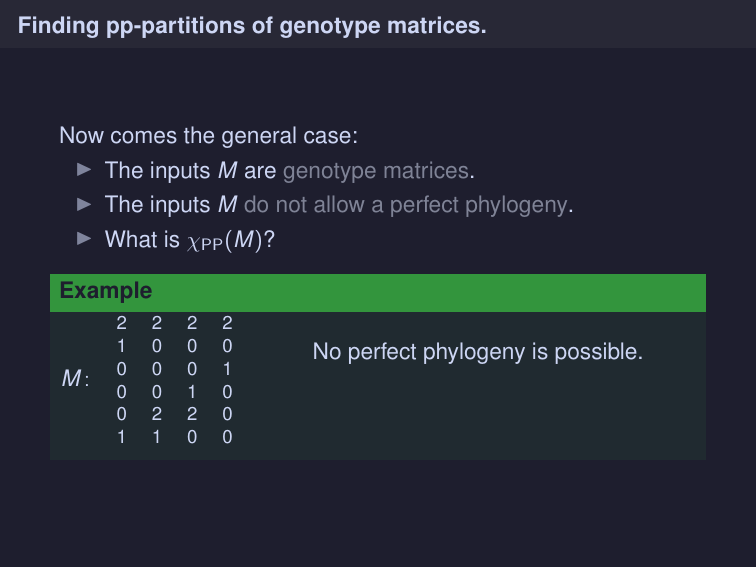 Finding pp-partitions of genotype matrices.
Now comes the general case:
▶ The inputs M are genotype matrices.
▶ The inputs M do not allow a perfect phylogeny.
▶ What is χPP(M)?
Example
2 2 2 2
1 0 0 0
No perfect phylogeny is possible.
0 0 0 1
M:
0 0 1 0
0 2 2 0
1 1 0 0